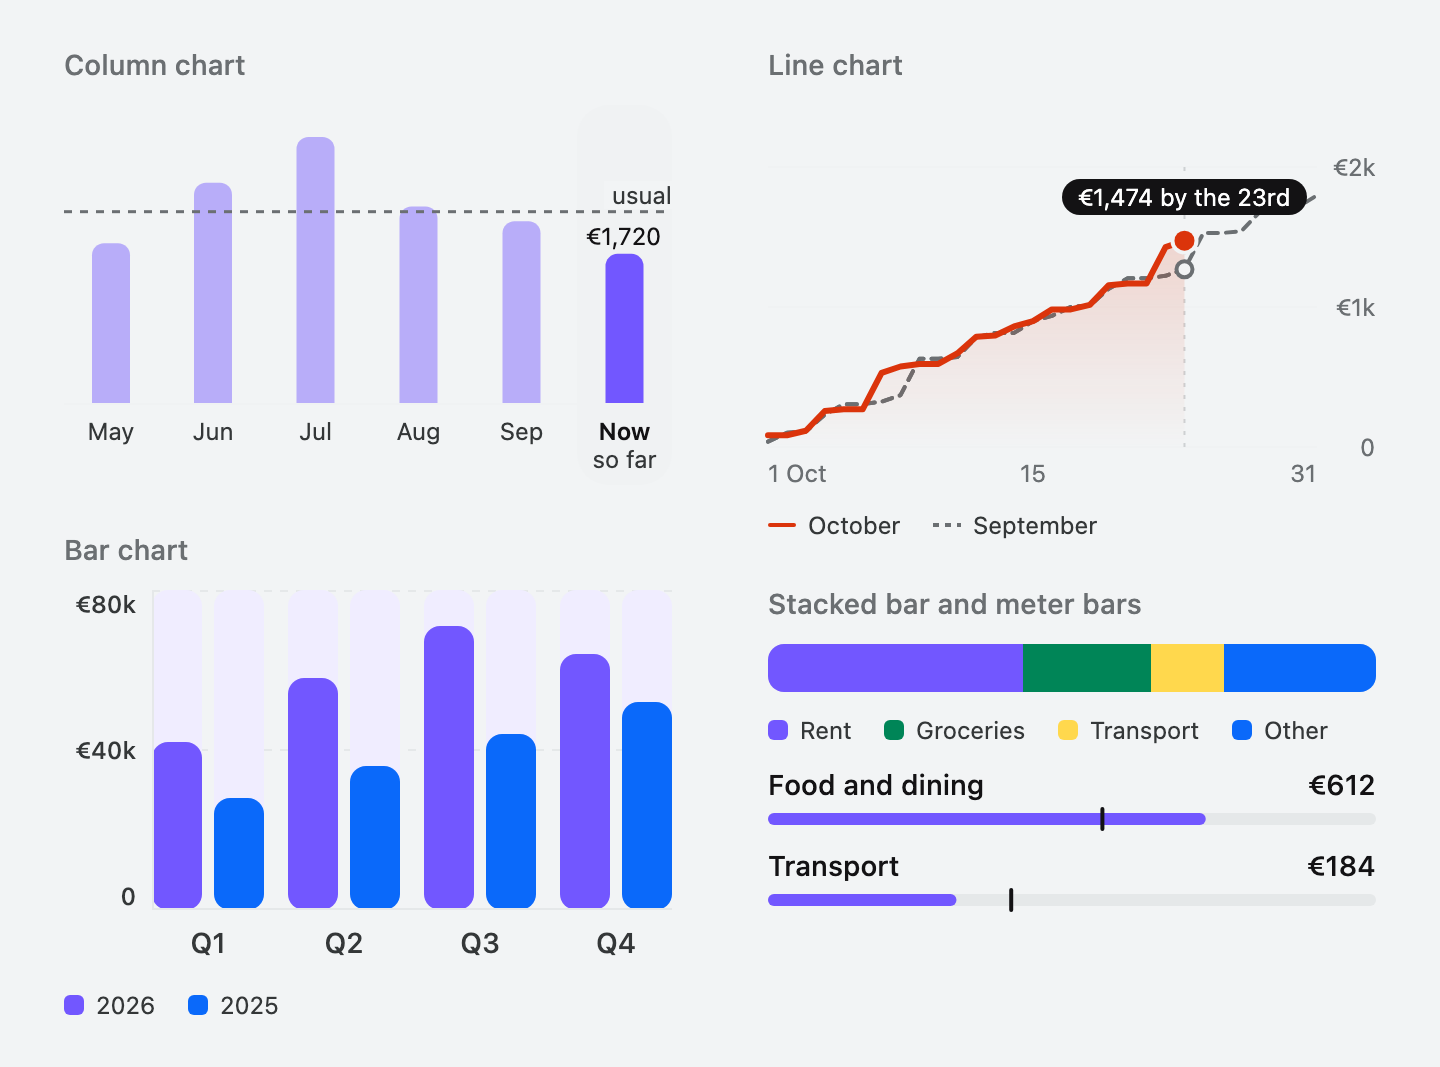 Column chart
usual
€1,720
May
Jun
Jul
Aug
Sep
Now
so far
Bar chart
€80k
€40k
0
Q1
Q2
Q3
Q4
2026
2025
Line chart
€2k
€1,474 by the 23rd
€1k
0
1 Oct
15
31
October
September
Stacked bar and meter bars
Rent
Groceries
Transport
Other
Food and dining
€612
Transport
€184